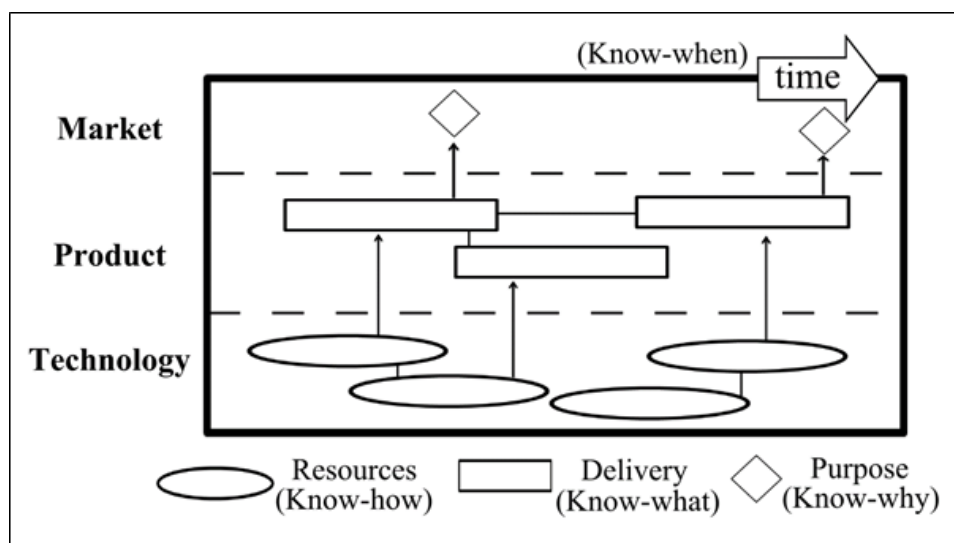 (Know-when)
time
Market
Product
Technology
Resources
(Know-how)
Delivery
(Know-what)
Purpose
(Know-why)